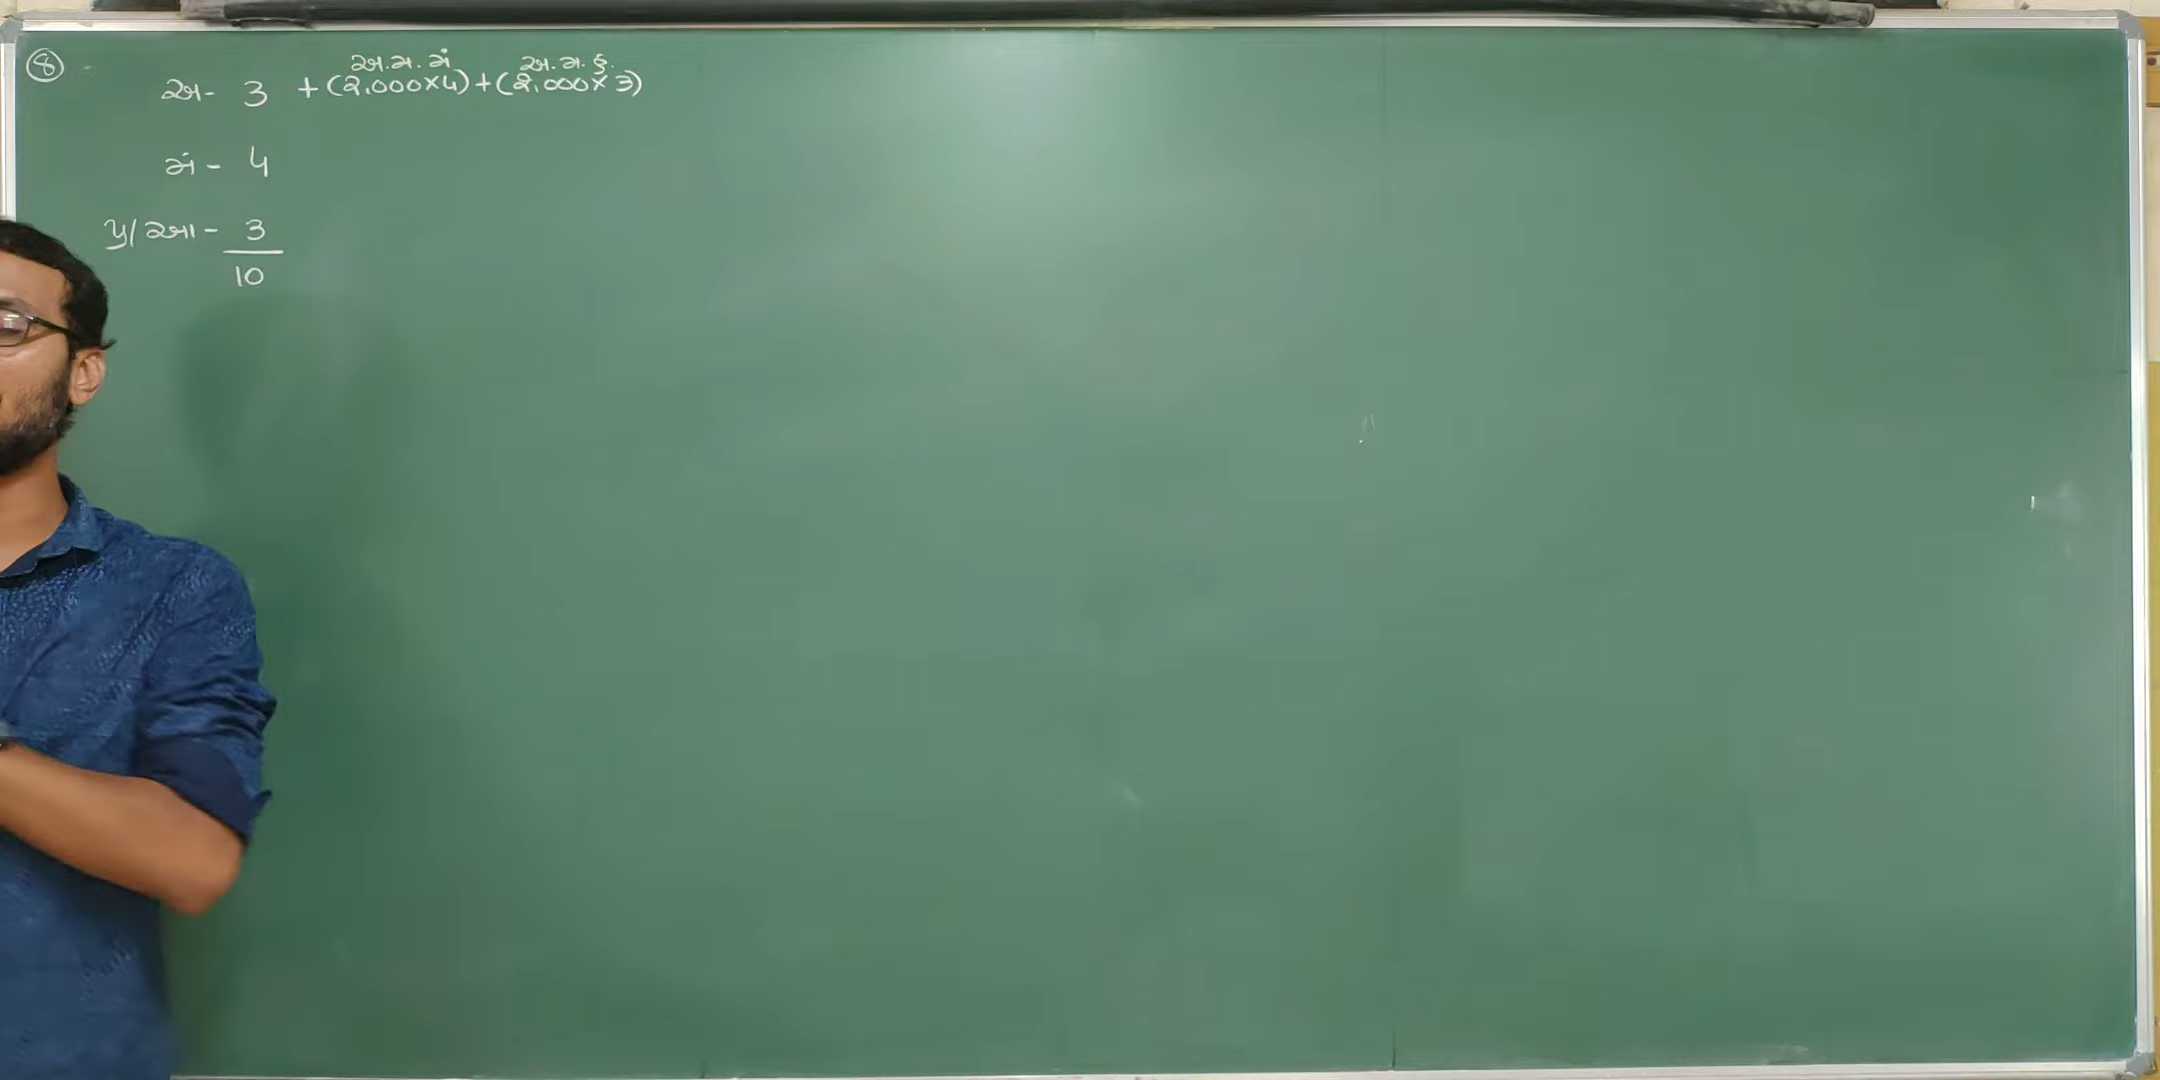 ⑧
અ.મ. મં અ.મ. કું.
અ- 3 + (2,000×4) + (2,000×3)
મં - 4
પ્ર/આ - 3
10